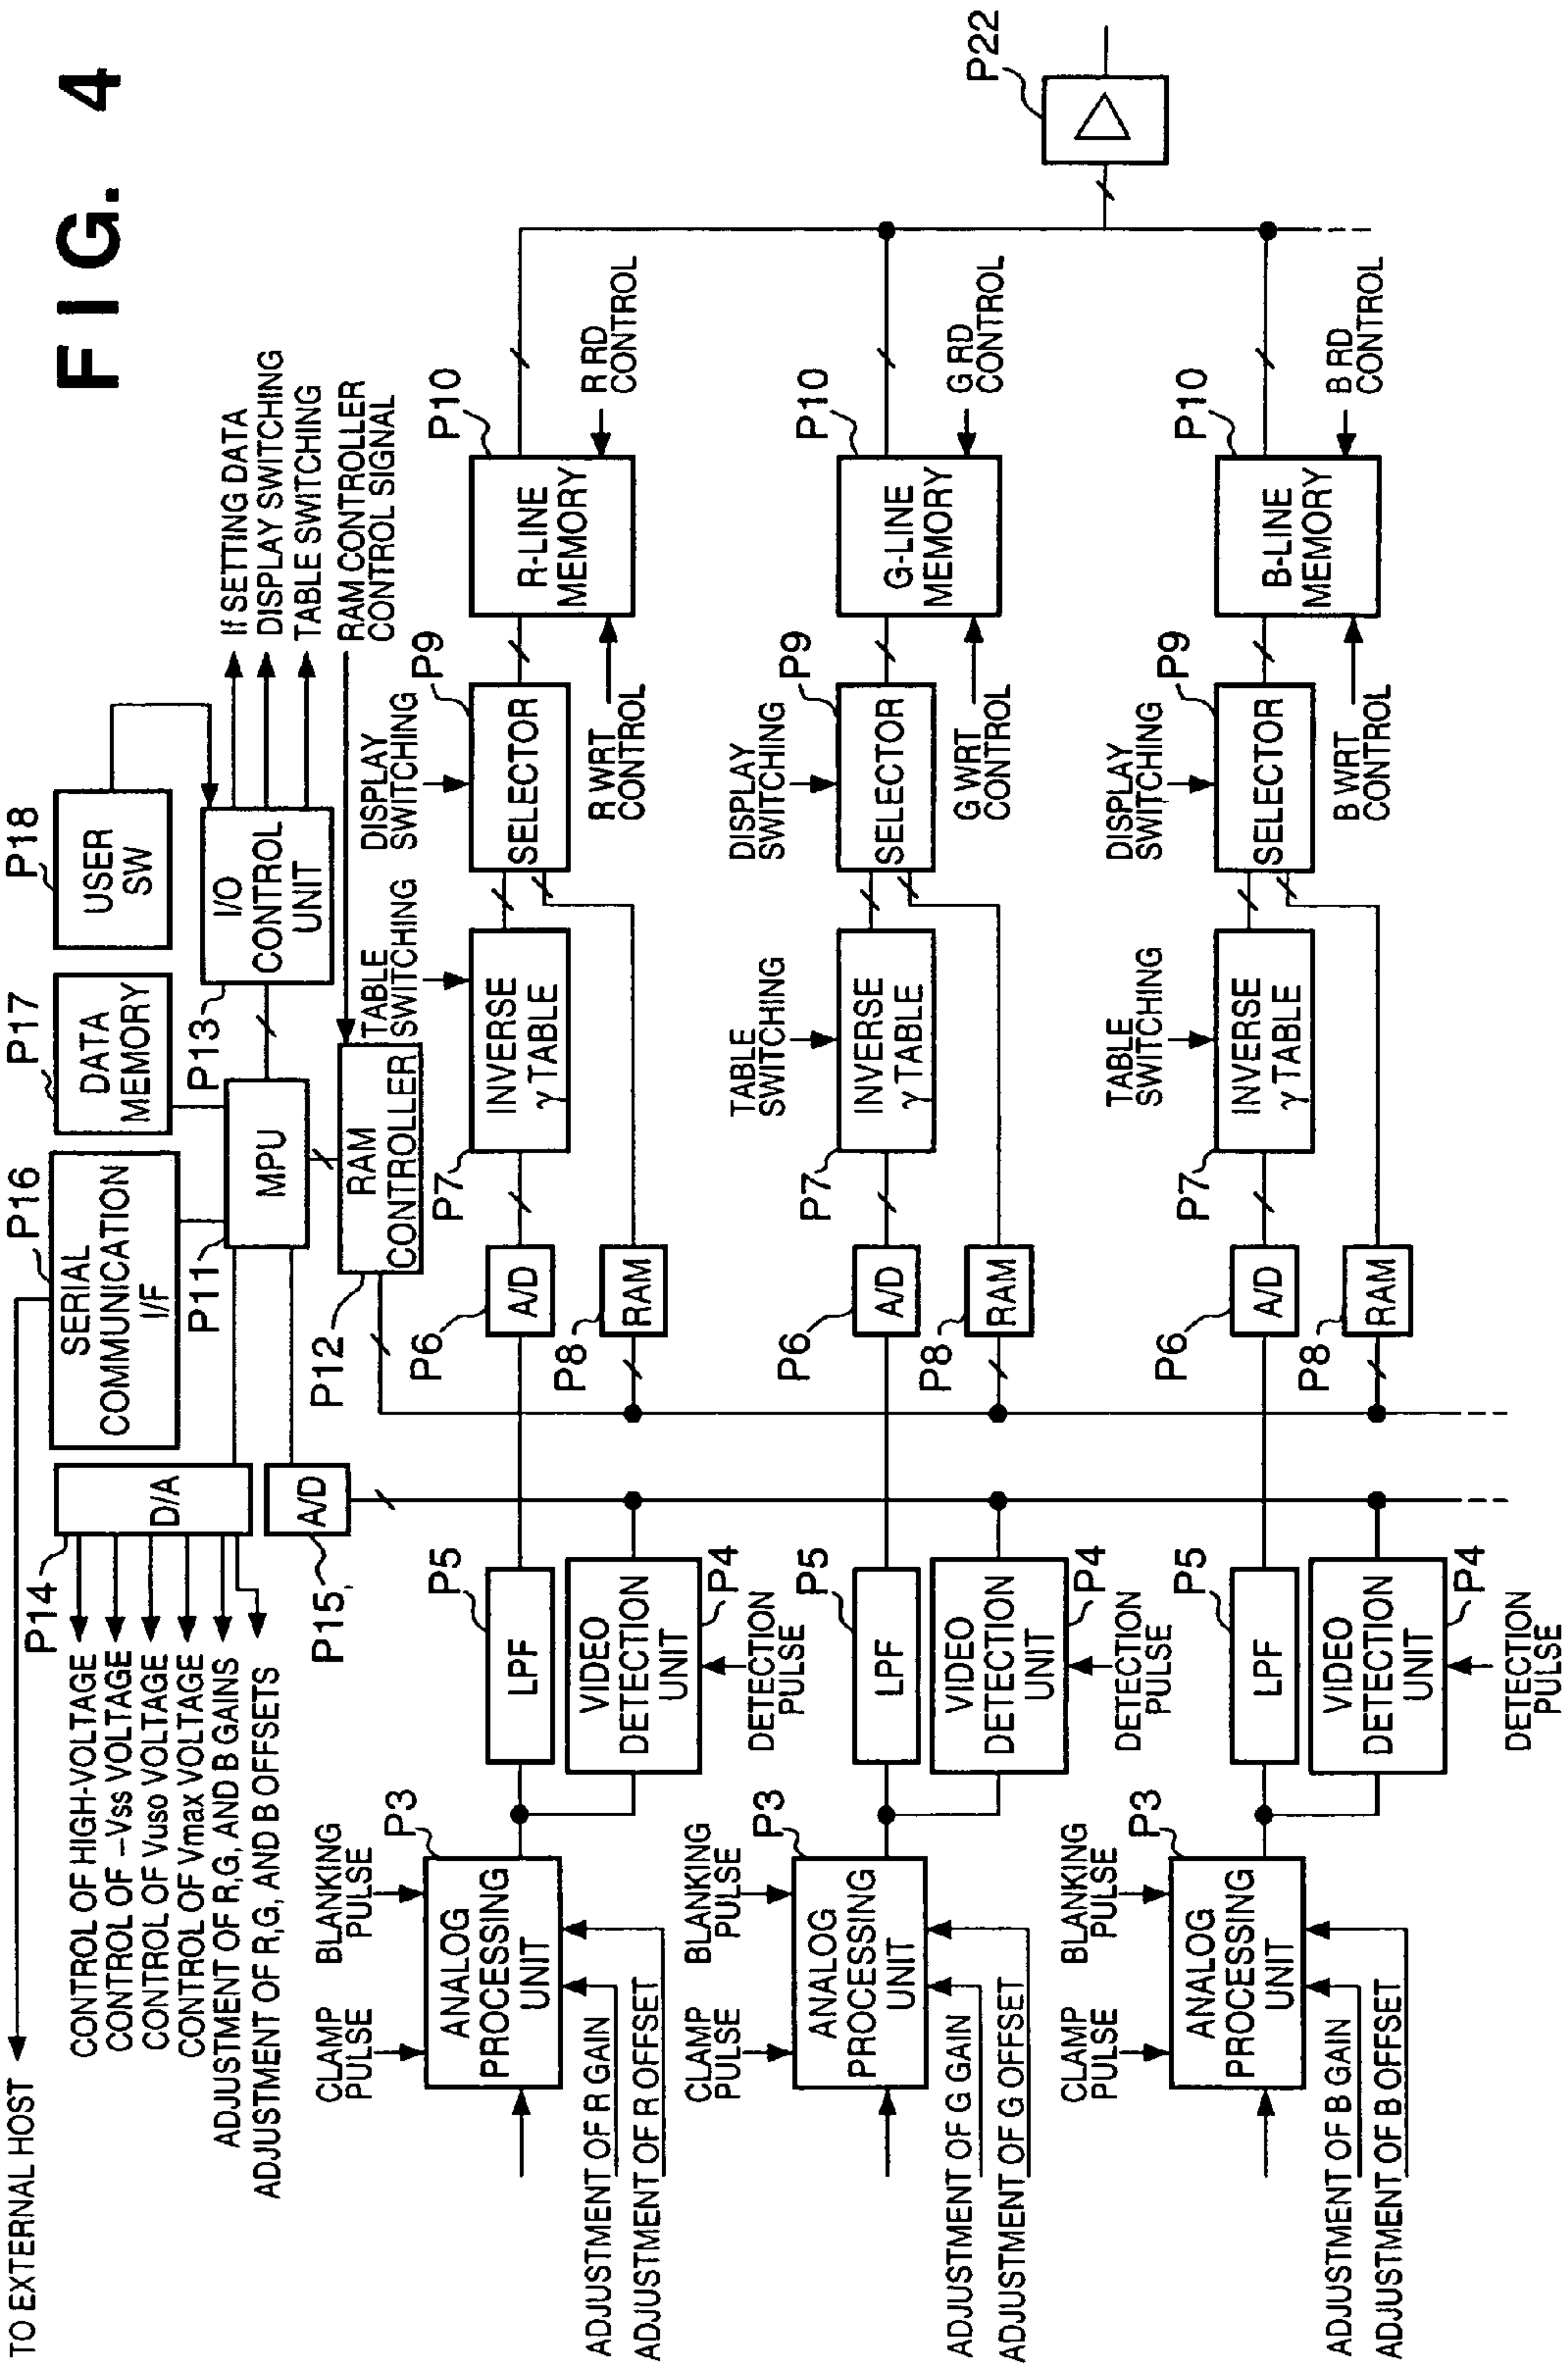 FIG. 4
TO EXTERNAL HOST
CONTROL OF HIGH-VOLTAGE
CONTROL OF -Vss VOLTAGE
CONTROL OF Vuso VOLTAGE
CONTROL OF Vmax VOLTAGE
ADJUSTMENT OF R,G, AND B GAINS
ADJUSTMENT OF R,G, AND B OFFSETS
P14
D/A
P15
A/D
P16
SERIAL
COMMUNICATION
I/F
P11
MPU
P17
DATA
MEMORY
P18
USER
SW
P13
I/O
CONTROL
UNIT
If SETTING DATA
DISPLAY SWITCHING
TABLE SWITCHING
RAM CONTROLLER
CONTROL SIGNAL
P12
RAM
CONTROLLER
CLAMP
PULSE
BLANKING
PULSE
P3
ANALOG
PROCESSING
UNIT
ADJUSTMENT OF R GAIN
ADJUSTMENT OF R OFFSET
P5
LPF
VIDEO
DETECTION
UNIT
P4
DETECTION
PULSE
P6
A/D
P8
RAM
P7
INVERSE
γ TABLE
TABLE
SWITCHING
DISPLAY
SWITCHING
P9
SELECTOR
R WRT
CONTROL
P10
R-LINE
MEMORY
R RD
CONTROL
P22
CLAMP
PULSE
BLANKING
PULSE
P3
ANALOG
PROCESSING
UNIT
ADJUSTMENT OF G GAIN
ADJUSTMENT OF G OFFSET
P5
LPF
VIDEO
DETECTION
UNIT
P4
DETECTION
PULSE
P6
A/D
P8
RAM
P7
INVERSE
γ TABLE
TABLE
SWITCHING
DISPLAY
SWITCHING
P9
SELECTOR
G WRT
CONTROL
P10
G-LINE
MEMORY
G RD
CONTROL
CLAMP
PULSE
BLANKING
PULSE
P3
ANALOG
PROCESSING
UNIT
ADJUSTMENT OF B GAIN
ADJUSTMENT OF B OFFSET
P5
LPF
VIDEO
DETECTION
UNIT
P4
DETECTION
PULSE
P6
A/D
P8
RAM
P7
INVERSE
γ TABLE
TABLE
SWITCHING
DISPLAY
SWITCHING
P9
SELECTOR
B WRT
CONTROL
P10
B-LINE
MEMORY
B RD
CONTROL